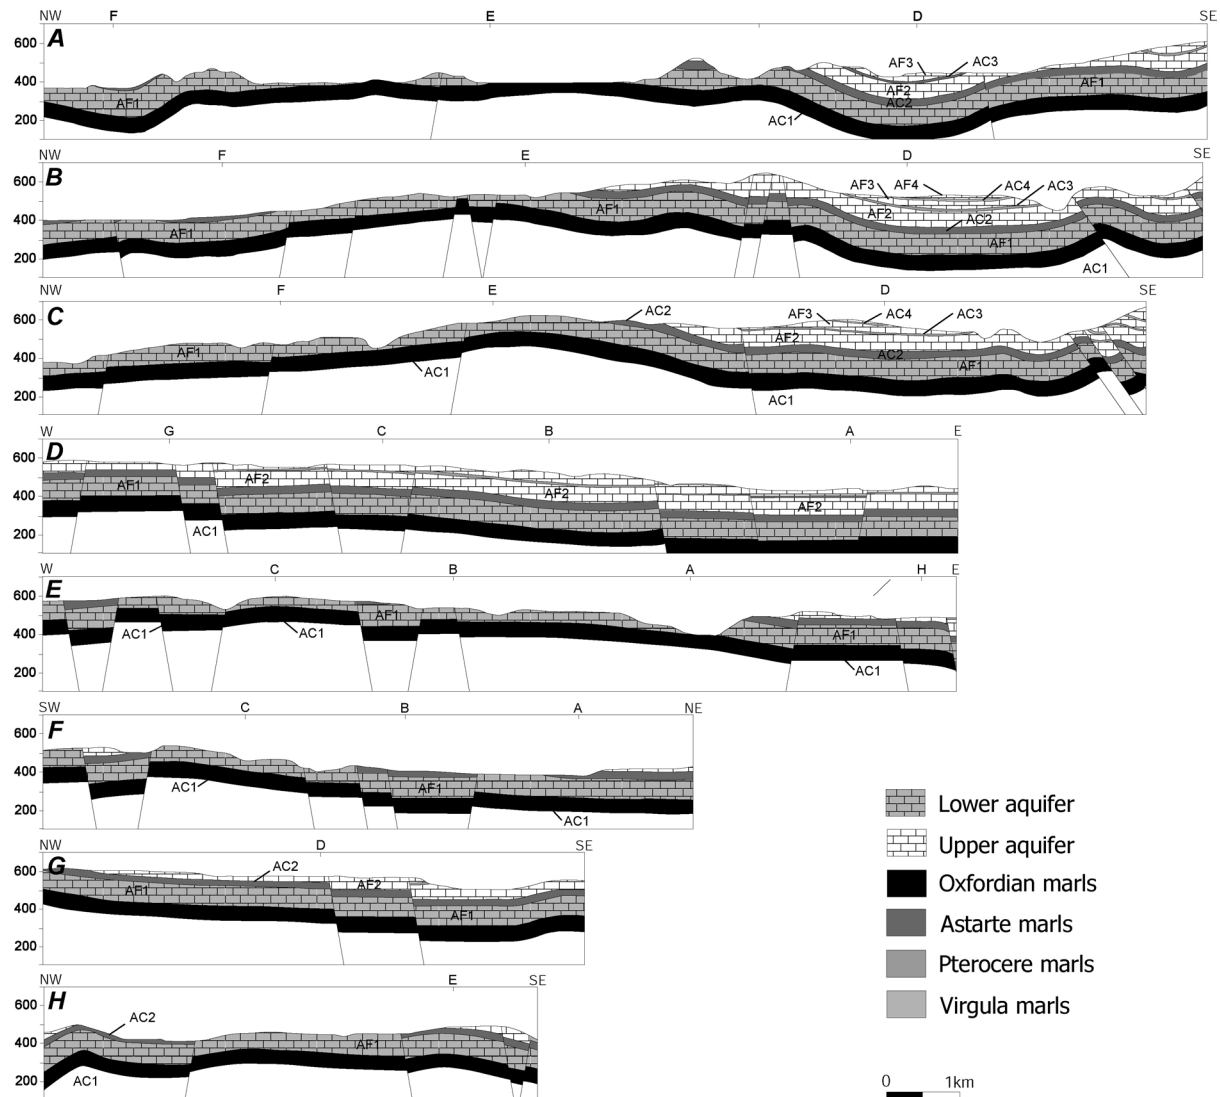 NW F E D SE
A
600
400
200
AF3 AC3
AF1 AF2 AF1
AC2
AC1
NW F E D SE
B
600
400
200
AF3 AF4 AC4 AC3
AF1 AF1 AF2 AC2 AF1
AC1
NW F E D SE
C
600
400
200
AC2 AF3 AC4 AC3
AF2
AF1 AC2 AF1
AC1 AC1
W G C B A E
D
600
400
200
AF1 AF2 AF2 AF2
AC1
W C B A H E
E
600
400
200
AC1 AC1 AF1 AF1
AC1
SW C B A NE
F
600
400
200
AC1 AF1
AC1
NW D SE
G
600
400
200
AC2
AF1 AF2
AF1
NW E SE
H
600
400
200
AC2
AF1
AC1
Lower aquifer
Upper aquifer
Oxfordian marls
Astarte marls
Pterocere marls
Virgula marls
0 1km